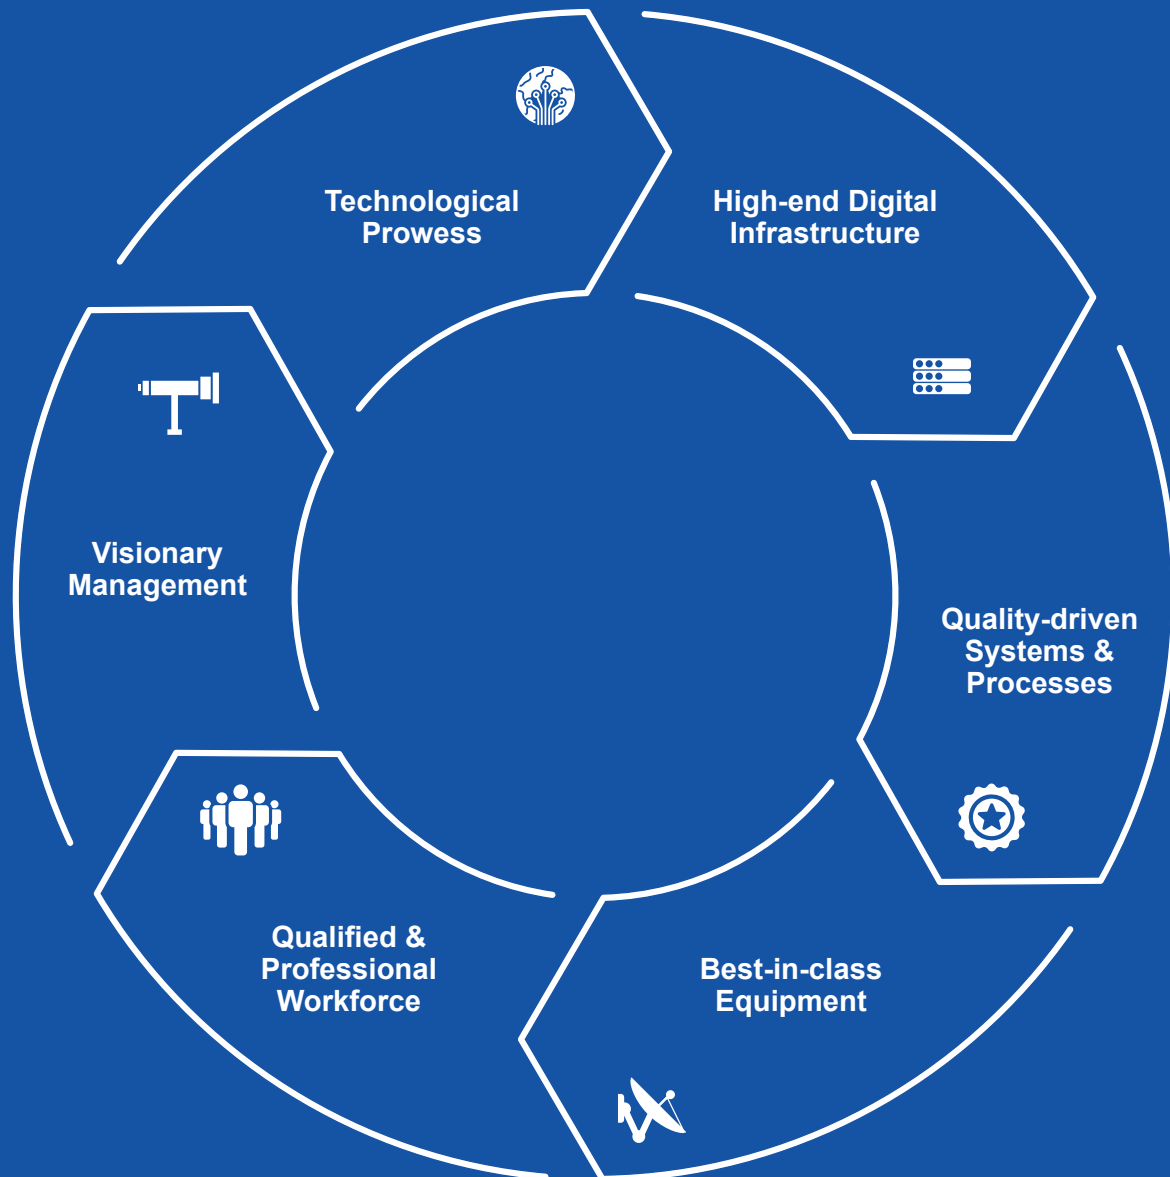 Technological
Prowess
High-end Digital
Infrastructure
Visionary
Management
Quality-driven
Systems &
Processes
Qualified &
Professional
Workforce
Best-in-class
Equipment